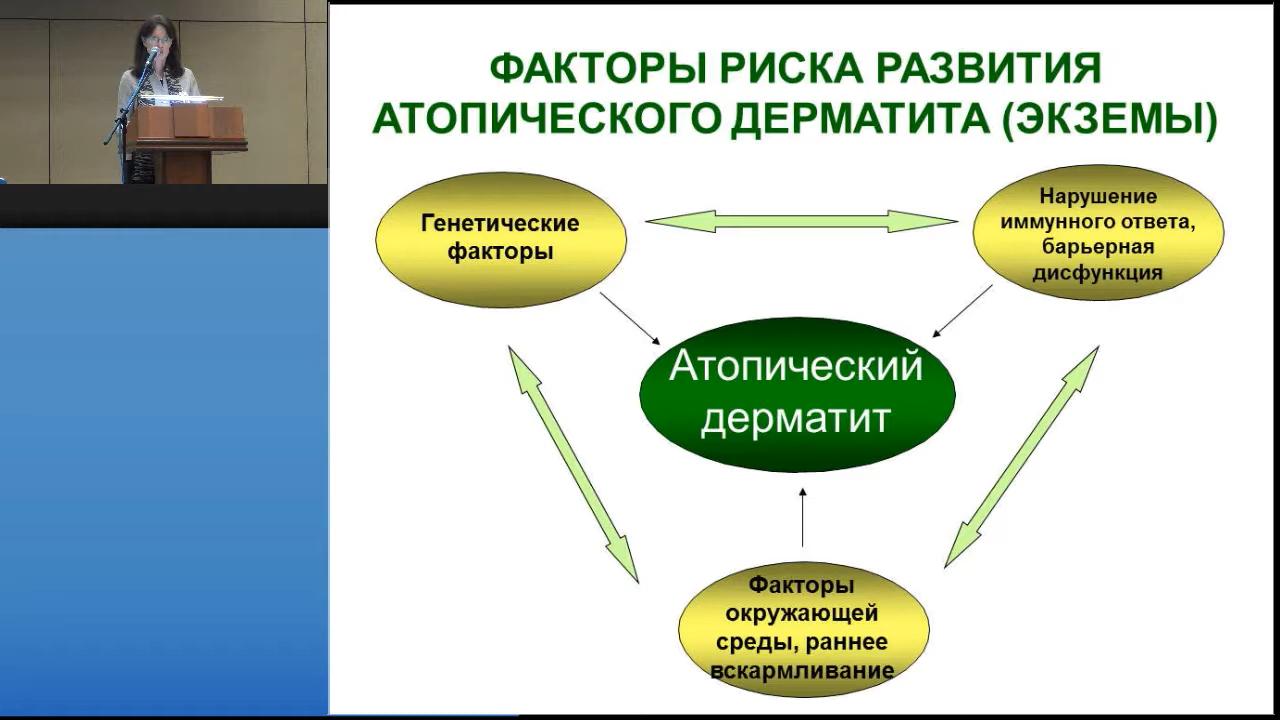 ФАКТОРЫ РИСКА РАЗВИТИЯ
АТОПИЧЕСКОГО ДЕРМАТИТА (ЭКЗЕМЫ)
Генетические
факторы
Нарушение
иммунного ответа,
барьерная
дисфункция
Атопический
дерматит
Факторы
окружающей
среды, раннее
вскармливание